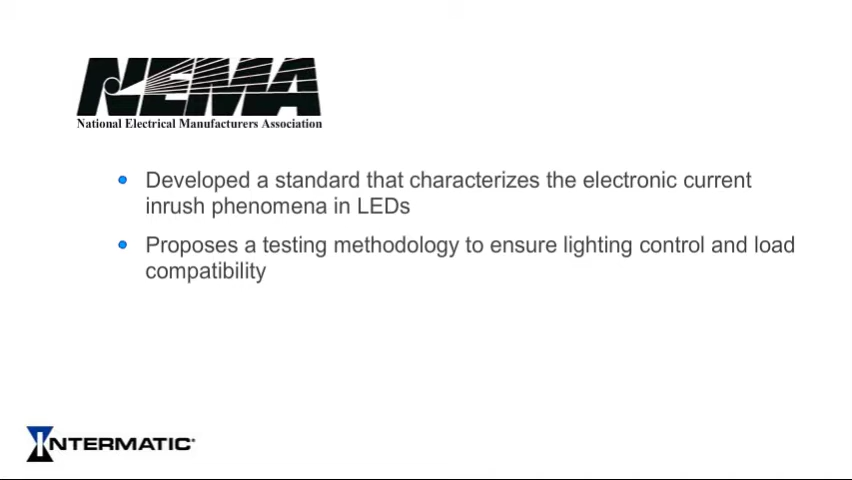 NEMA
National Electrical Manufacturers Association
• Developed a standard that characterizes the electronic current
inrush phenomena in LEDs
• Proposes a testing methodology to ensure lighting control and load
compatibility
INTERMATIC®